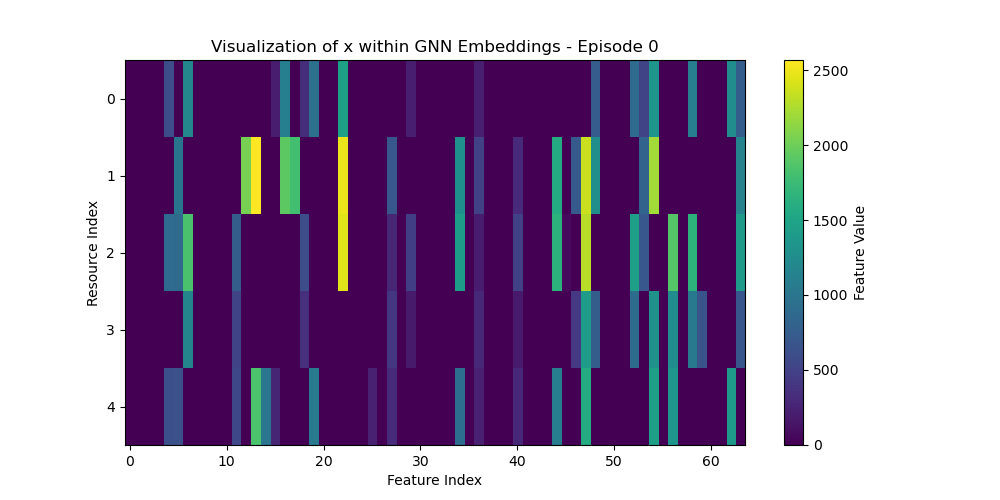 Visualization of x within GNN Embeddings - Episode 0
Resource Index
0
1
2
3
4
0 10 20 30 40 50 60
Feature Index
2500
2000
1500
1000
500
0
Feature Value